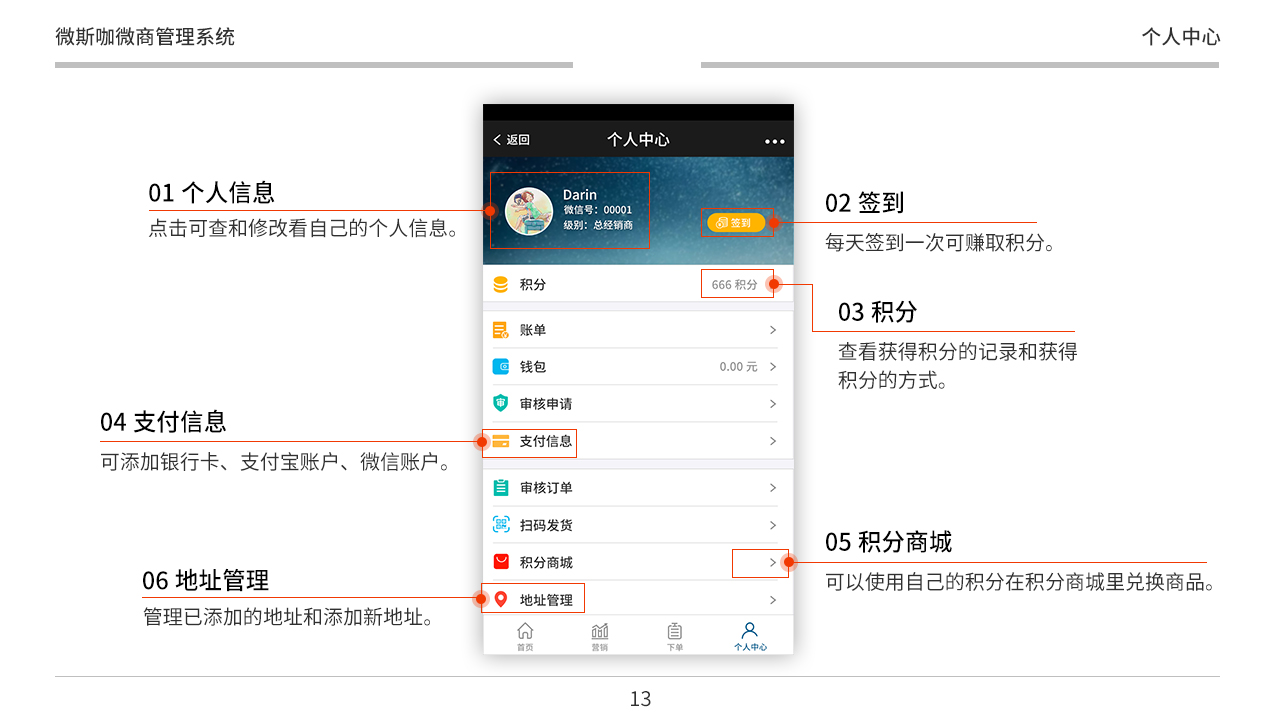 微斯咖微商管理系统
个人中心
返回
个人中心
Darin
微信号：00001
级别：总经销商
签到
积分
666 积分
账单
钱包
0.00 元
审核申请
支付信息
审核订单
扫码发货
积分商城
地址管理
首页
营销
下单
个人中心
01 个人信息
点击可查和修改看自己的个人信息。
02 签到
每天签到一次可赚取积分。
03 积分
查看获得积分的记录和获得
积分的方式。
04 支付信息
可添加银行卡、支付宝账户、微信账户。
05 积分商城
可以使用自己的积分在积分商城里兑换商品。
06 地址管理
管理已添加的地址和添加新地址。
13